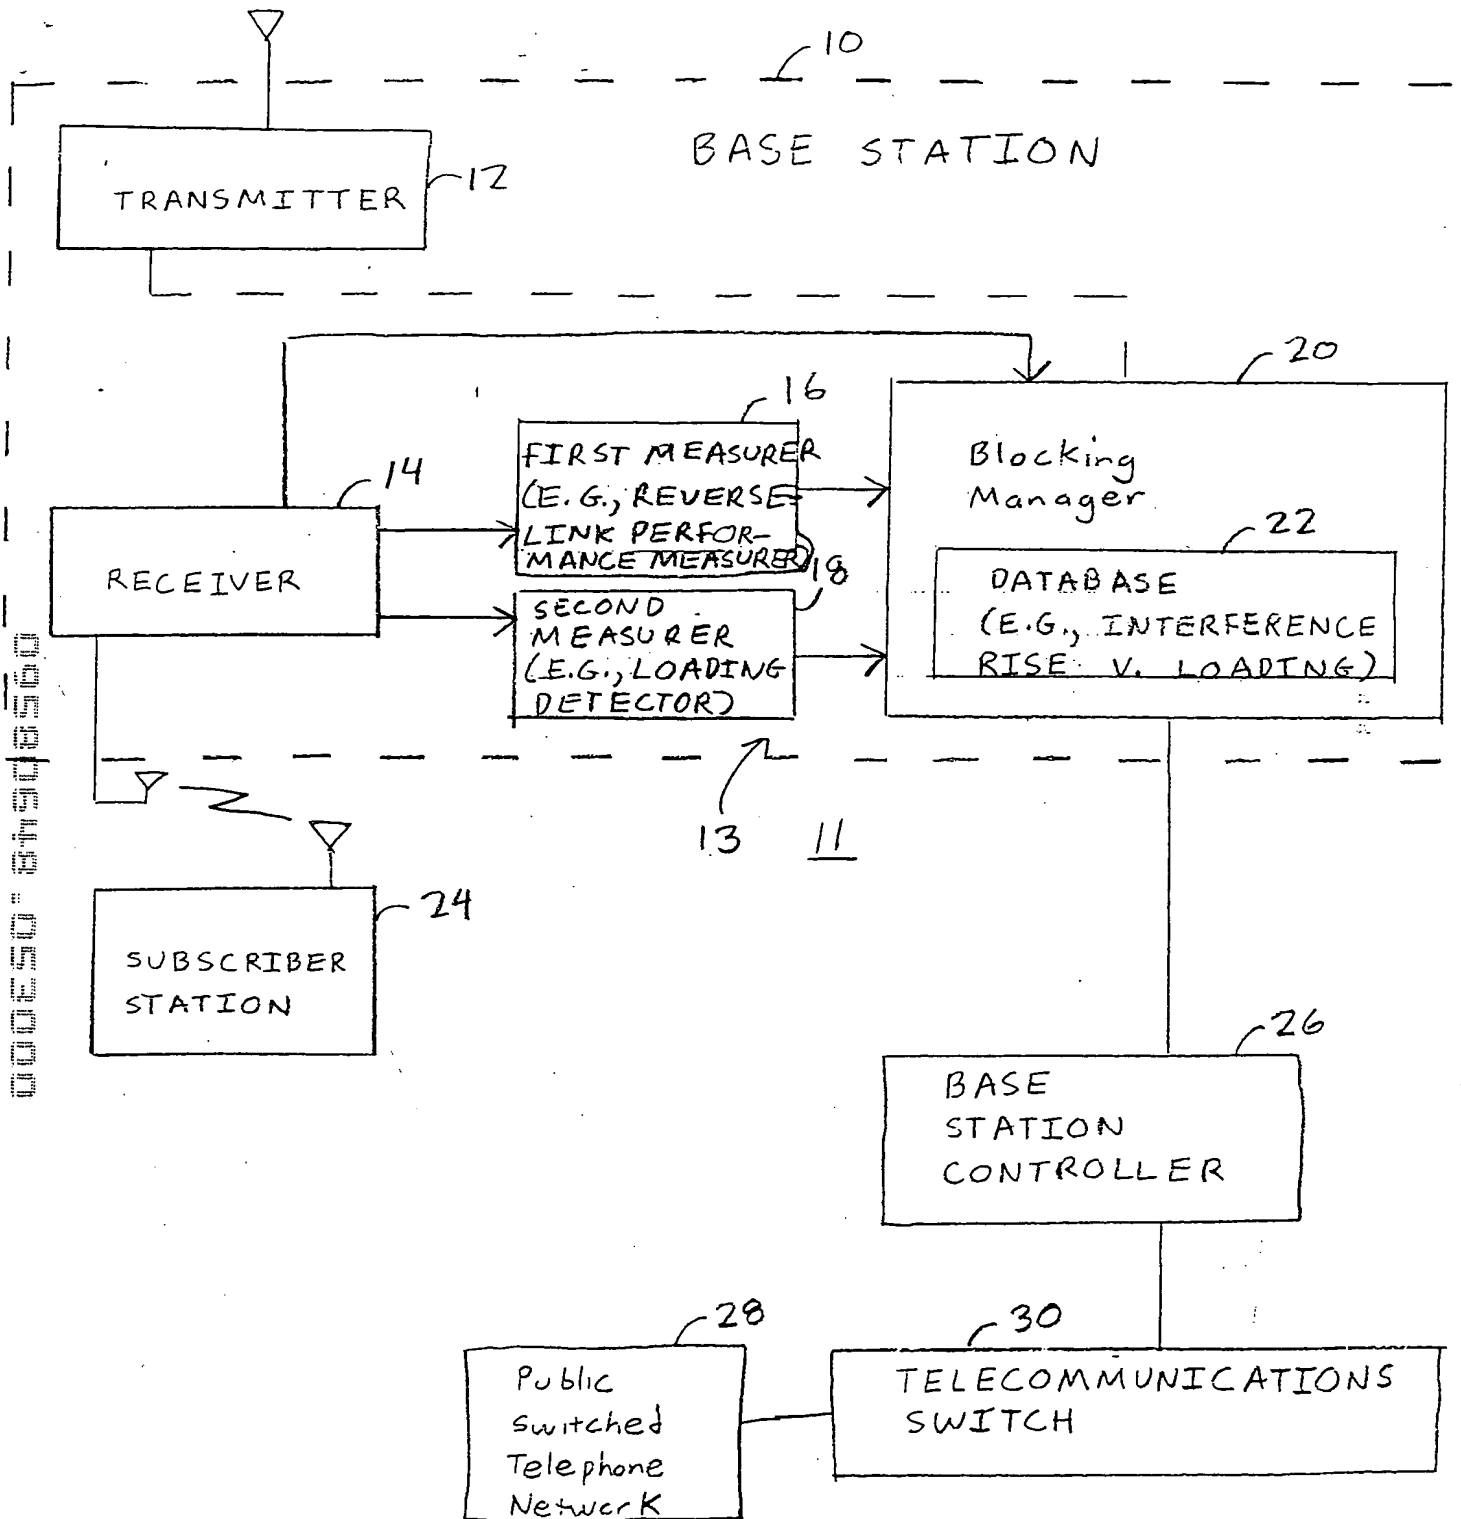 10
BASE STATION
TRANSMITTER
12
20
16
FIRST MEASURER
(E.G., REVERSE-
LINK PERFOR-
MANCE MEASURER)
Blocking
Manager
14
RECEIVER
18
SECOND
MEASURER
(E.G., LOADING
DETECTOR)
22
DATABASE
(E.G., INTERFERENCE
RISE V. LOADING)
13
11
24
SUBSCRIBER
STATION
26
BASE
STATION
CONTROLLER
28
Public
Switched
Telephone
Network
30
TELECOMMUNICATIONS
SWITCH